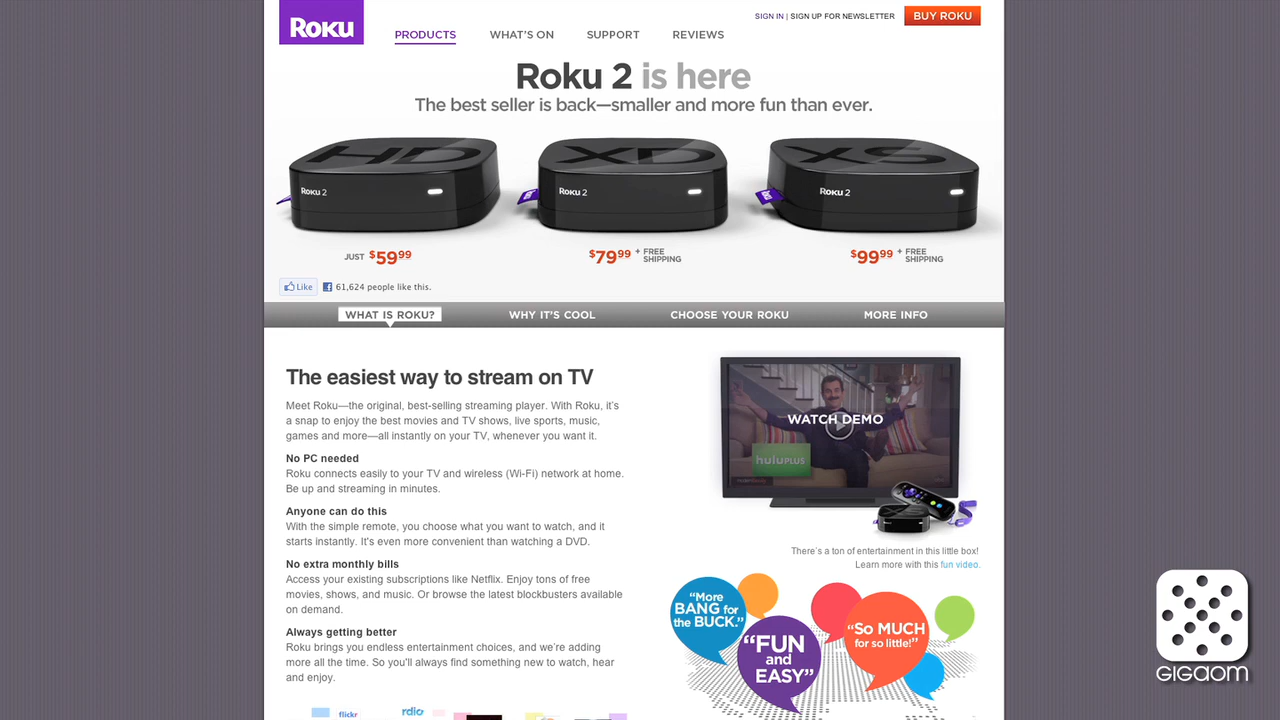 Roku
SIGN IN | SIGN UP FOR NEWSLETTER
BUY ROKU
PRODUCTS
WHAT'S ON
SUPPORT
REVIEWS
Roku 2 is here
The best seller is back—smaller and more fun than ever.
HD
XD
XS
Roku 2
Roku
Roku 2
Roku
Roku 2
JUST $59.99
$79.99 + FREE SHIPPING
$99.99 + FREE SHIPPING
Like
61,624 people like this.
WHAT IS ROKU?
WHY IT'S COOL
CHOOSE YOUR ROKU
MORE INFO
The easiest way to stream on TV
Meet Roku—the original, best-selling streaming player. With Roku, it's
a snap to enjoy the best movies and TV shows, live sports, music,
games and more—all instantly on your TV, whenever you want it.
No PC needed
Roku connects easily to your TV and wireless (Wi-Fi) network at home.
Be up and streaming in minutes.
Anyone can do this
With the simple remote, you choose what you want to watch, and it
starts instantly. It's even more convenient than watching a DVD.
No extra monthly bills
Access your existing subscriptions like Netflix. Enjoy tons of free
movies, shows, and music. Or browse the latest blockbusters available
on demand.
Always getting better
Roku brings you endless entertainment choices, and we're adding
more all the time. So you'll always find something new to watch, hear
and enjoy.
flickr
rdio
WATCH DEMO
huluPLUS
Roku
There's a ton of entertainment in this little box!
Learn more with this fun video.
"More
BANG for
the BUCK."
"FUN
and
EASY"
"So MUCH
for so little!"
GIGAOM